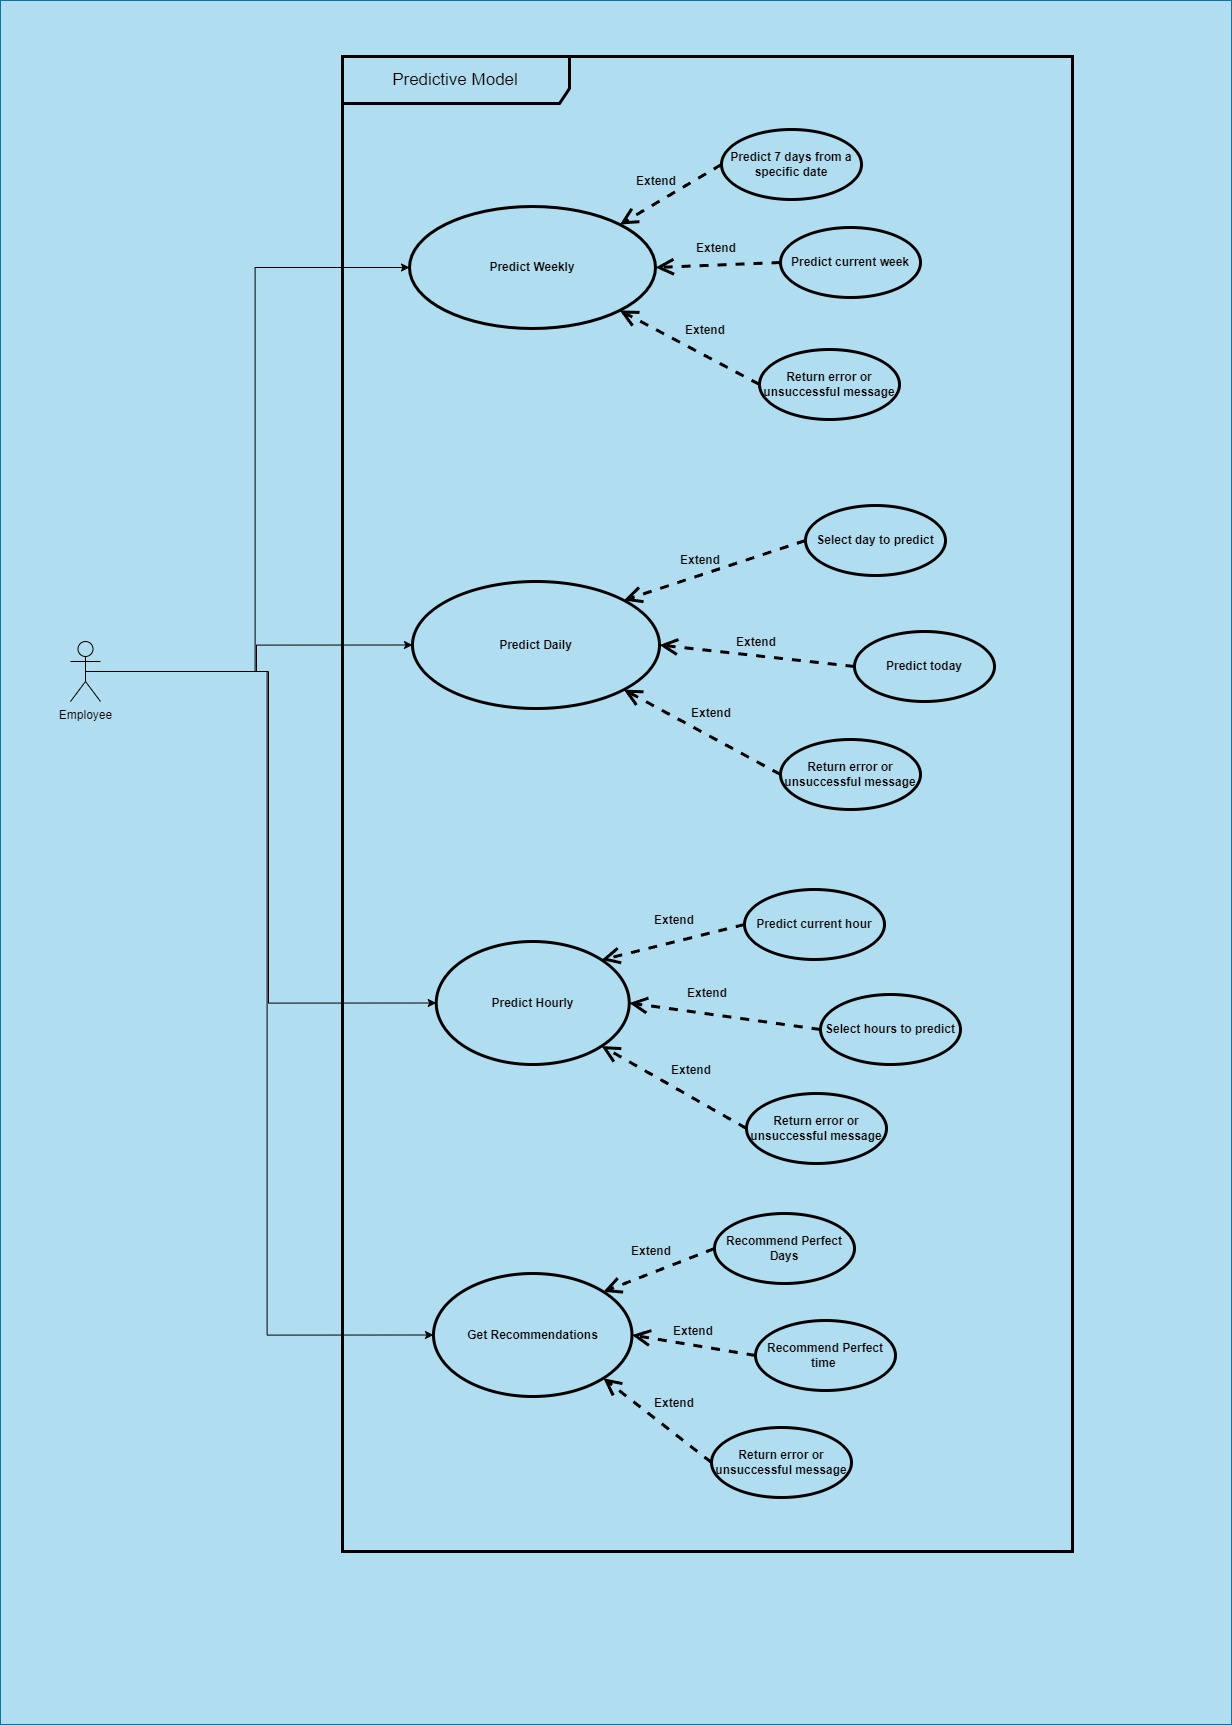 Predictive Model
Predict 7 days from a
specific date
Extend
Extend
Predict current week
Predict Weekly
Extend
Return error or
unsuccessful message
Select day to predict
Extend
Extend
Predict Daily
Predict today
Employee
Extend
Return error or
unsuccessful message
Extend
Predict current hour
Extend
Predict Hourly
Select hours to predict
Extend
Return error or
unsuccessful message
Recommend Perfect
Days
Extend
Extend
Get Recommendations
Recommend Perfect
time
Extend
Return error or
unsuccessful message